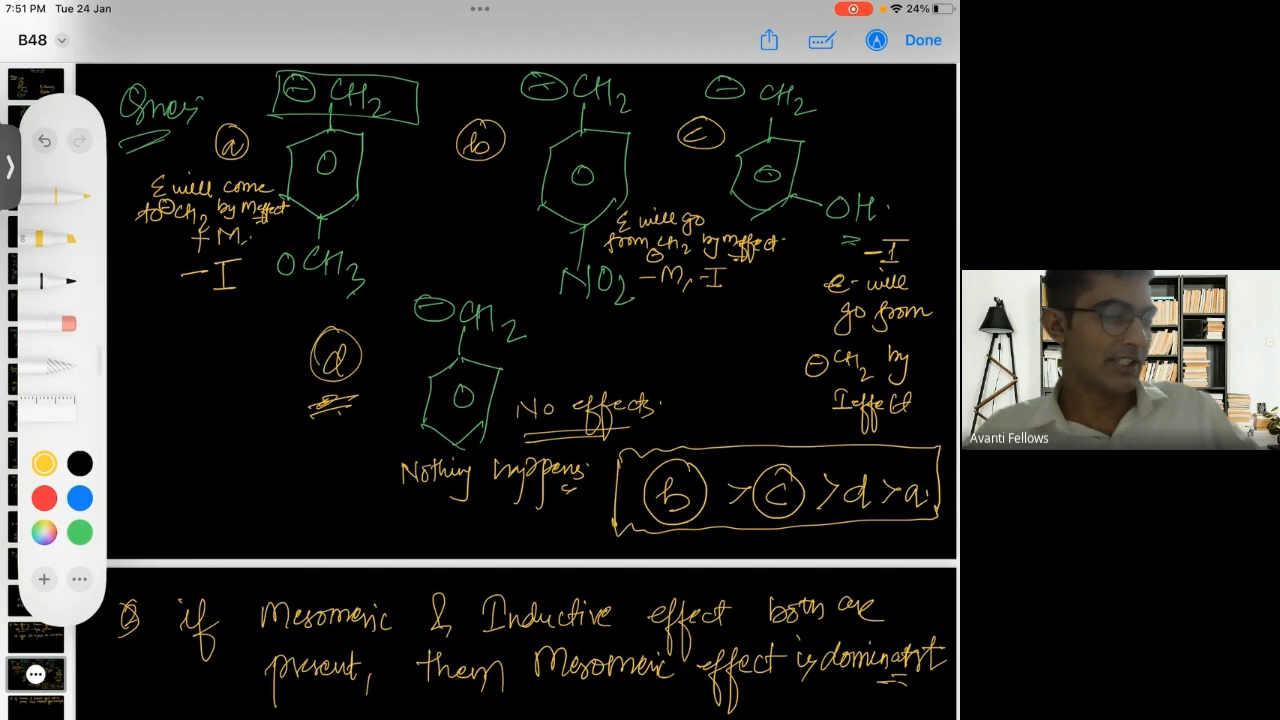 7:51 PM Tue 24 Jan
24%
B48
Done
Ques
⊖ CH2
a
OCH3
Ɛ will come
to ⊖CH2 by M effect
+ M.
- I
⊖ CH2
b
NO2
Ɛ will go
from ⊖CH2 by M effect.
- M, - I
⊖ CH2
c
OH.
- I
e- will
go from
⊖ CH2 by
I effect
⊖ CH2
d
No effects.
Nothing happens.
b > c > d > a.
Q if Mesomeric & Inductive effect both are
present, them Mesomeric effect is dominant
Avanti Fellows